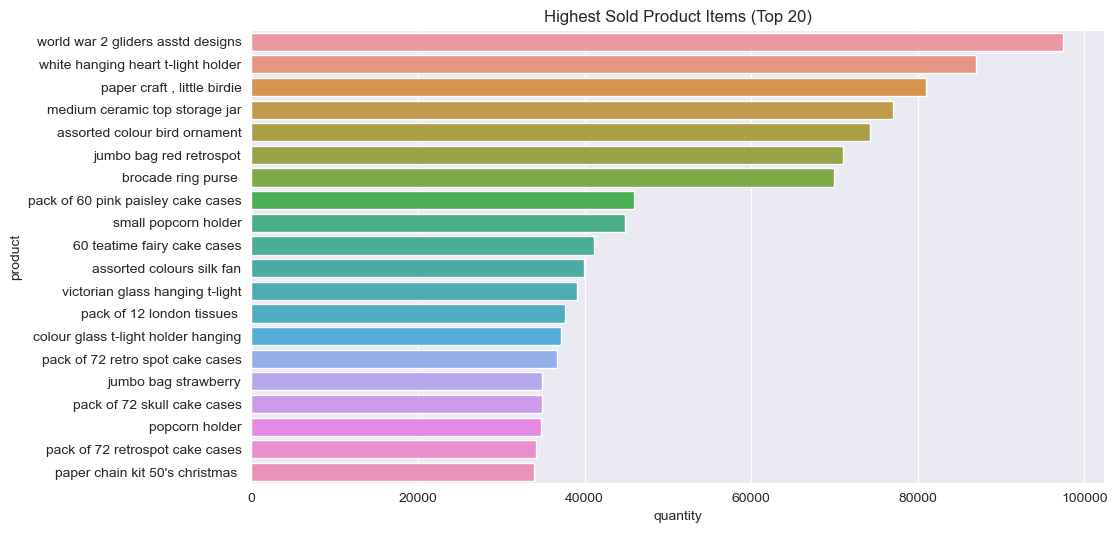 Highest Sold Product Items (Top 20)
world war 2 gliders asstd designs
white hanging heart t-light holder
paper craft , little birdie
medium ceramic top storage jar
assorted colour bird ornament
jumbo bag red retrospot
brocade ring purse
pack of 60 pink paisley cake cases
small popcorn holder
60 teatime fairy cake cases
assorted colours silk fan
victorian glass hanging t-light
pack of 12 london tissues
colour glass t-light holder hanging
pack of 72 retro spot cake cases
jumbo bag strawberry
pack of 72 skull cake cases
popcorn holder
pack of 72 retrospot cake cases
paper chain kit 50's christmas
product
0 20000 40000 60000 80000 100000
quantity